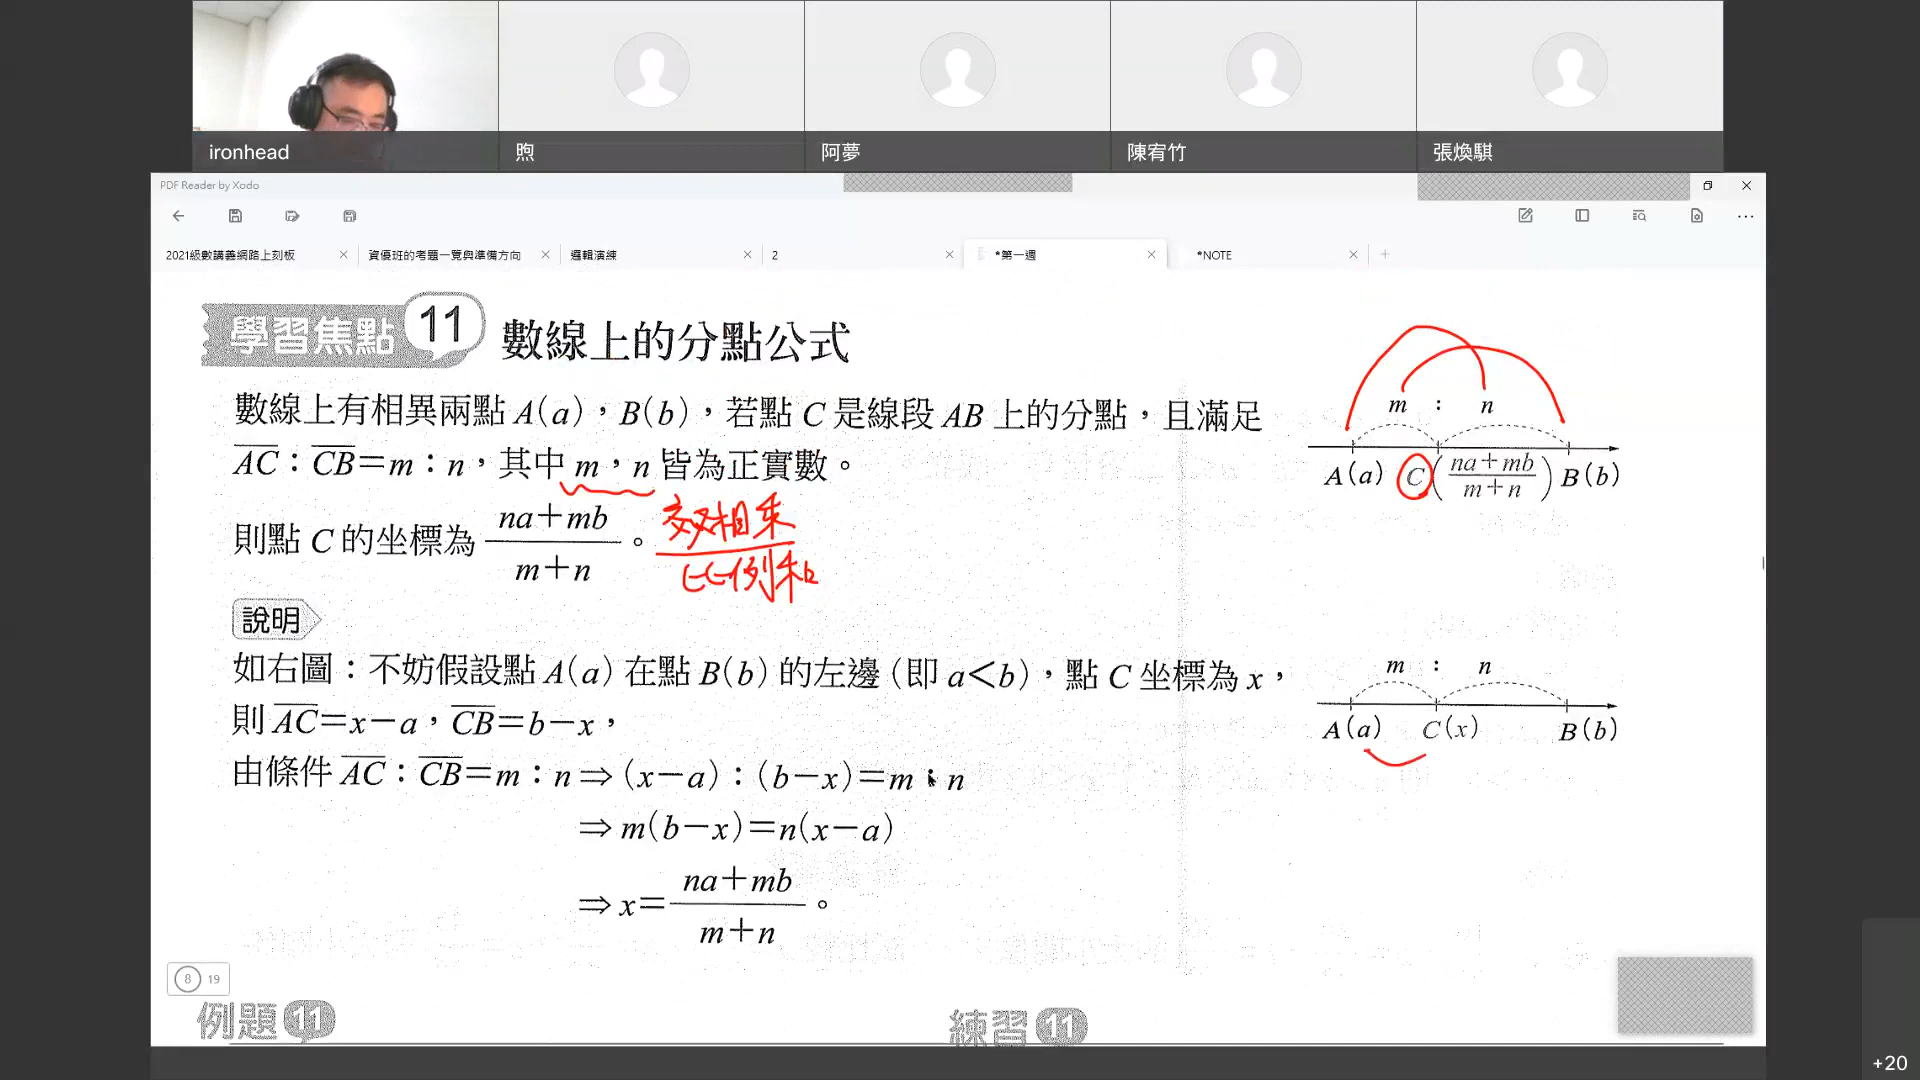 ironhead
煦
阿夢
陳宥竹
張煥騏
PDF Reader by Xodo
2021級數講義網路上刻板
資優班的考題一覽與準備方向
邏輯演練
2
*第一週
*NOTE
學習焦點 11 數線上的分點公式
數線上有相異兩點 A(a)，B(b)，若點 C 是線段 AB 上的分點，且滿足
A̅C̅：C̅B̅＝m：n，其中 m，n 皆為正實數。
則點 C 的坐標為 (na＋mb)/(m＋n)。
交叉相乘
比例和
m : n
A(a) C((na＋mb)/(m＋n)) B(b)
說明
如右圖：不妨假設點 A(a) 在點 B(b) 的左邊 (即 a＜b)，點 C 坐標為 x，
則 A̅C̅＝x－a，C̅B̅＝b－x，
由條件 A̅C̅：C̅B̅＝m：n ⇒ (x－a)：(b－x)＝m：n
⇒ m(b－x)＝n(x－a)
⇒ x＝(na＋mb)/(m＋n)。
m : n
A(a) C(x) B(b)
8 19
例題 11
練習 11
+20